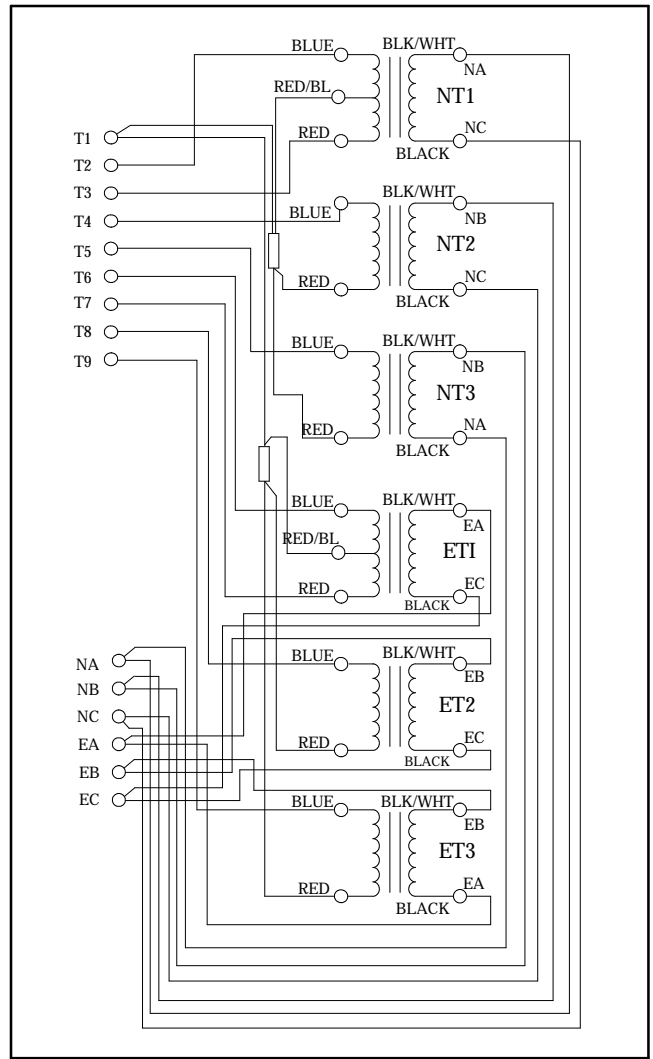 BLUE BLK/WHT
NA
RED/BL NT1
RED NC
BLACK
T1
T2
T3
T4
T5
T6
T7
T8
T9
BLUE BLK/WHT
NB
NT2
RED NC
BLACK
BLUE BLK/WHT
NB
NT3
RED NA
BLACK
BLUE BLK/WHT
EA
RED/BL ET1
RED EC
BLACK
BLUE BLK/WHT
EB
ET2
RED EC
BLACK
BLUE BLK/WHT
EB
ET3
RED EA
BLACK
NA
NB
NC
EA
EB
EC